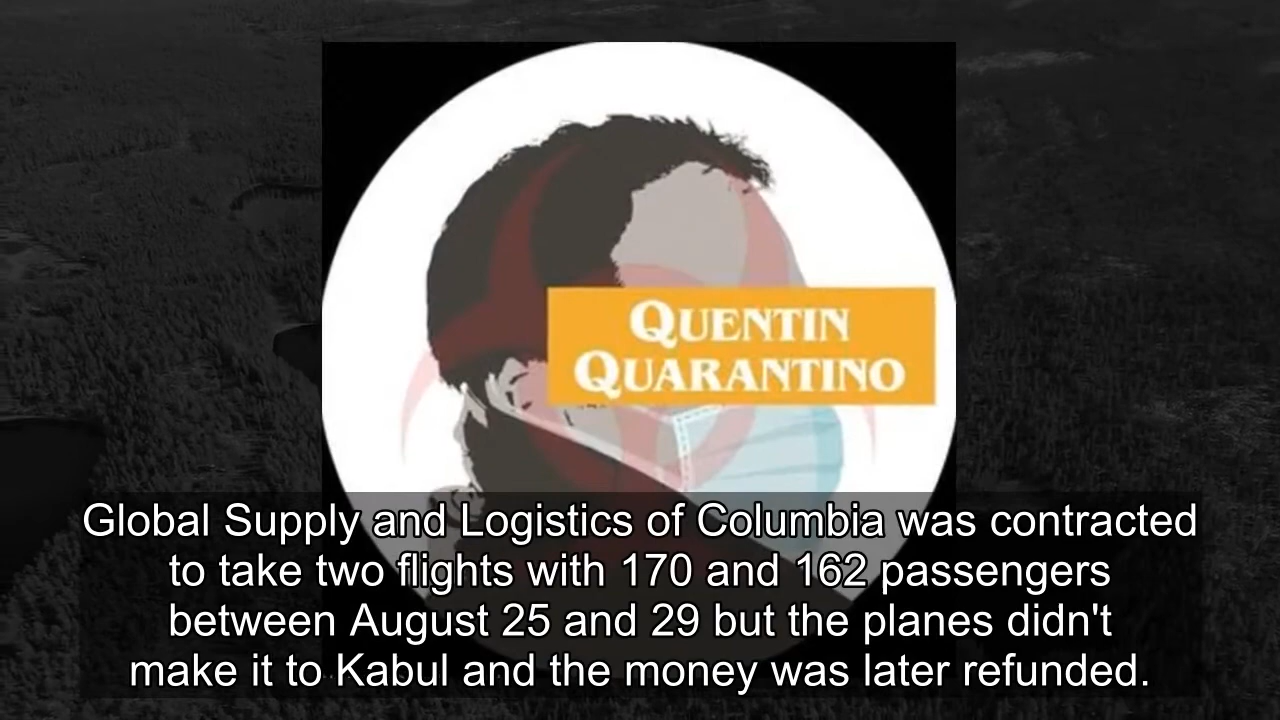 QUENTIN
QUARANTINO
Global Supply and Logistics of Columbia was contracted
to take two flights with 170 and 162 passengers
between August 25 and 29 but the planes didn't
make it to Kabul and the money was later refunded.